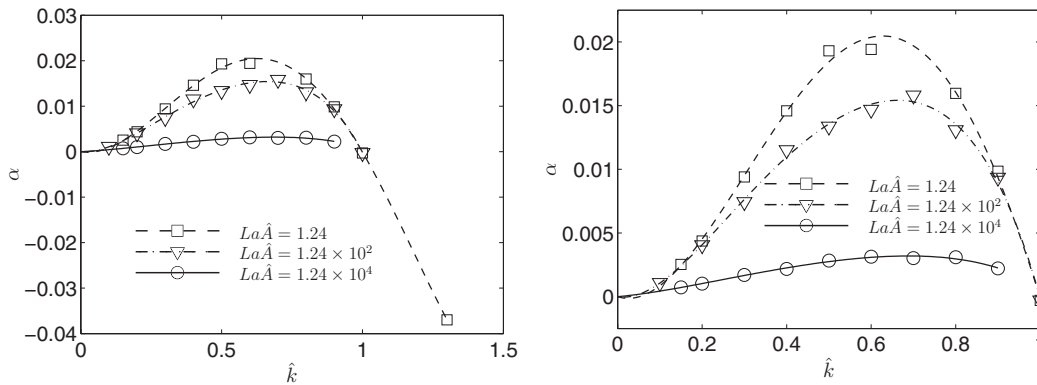 0.03
0.02
0.01
0
−0.01
−0.02
−0.03
−0.04
α
0
0.5
1
1.5
k̂
LaÂ = 1.24
LaÂ = 1.24 × 10²
LaÂ = 1.24 × 10⁴
0.02
0.015
0.01
0.005
0
α
0
0.2
0.4
0.6
0.8
1
k̂
LaÂ = 1.24
LaÂ = 1.24 × 10²
LaÂ = 1.24 × 10⁴